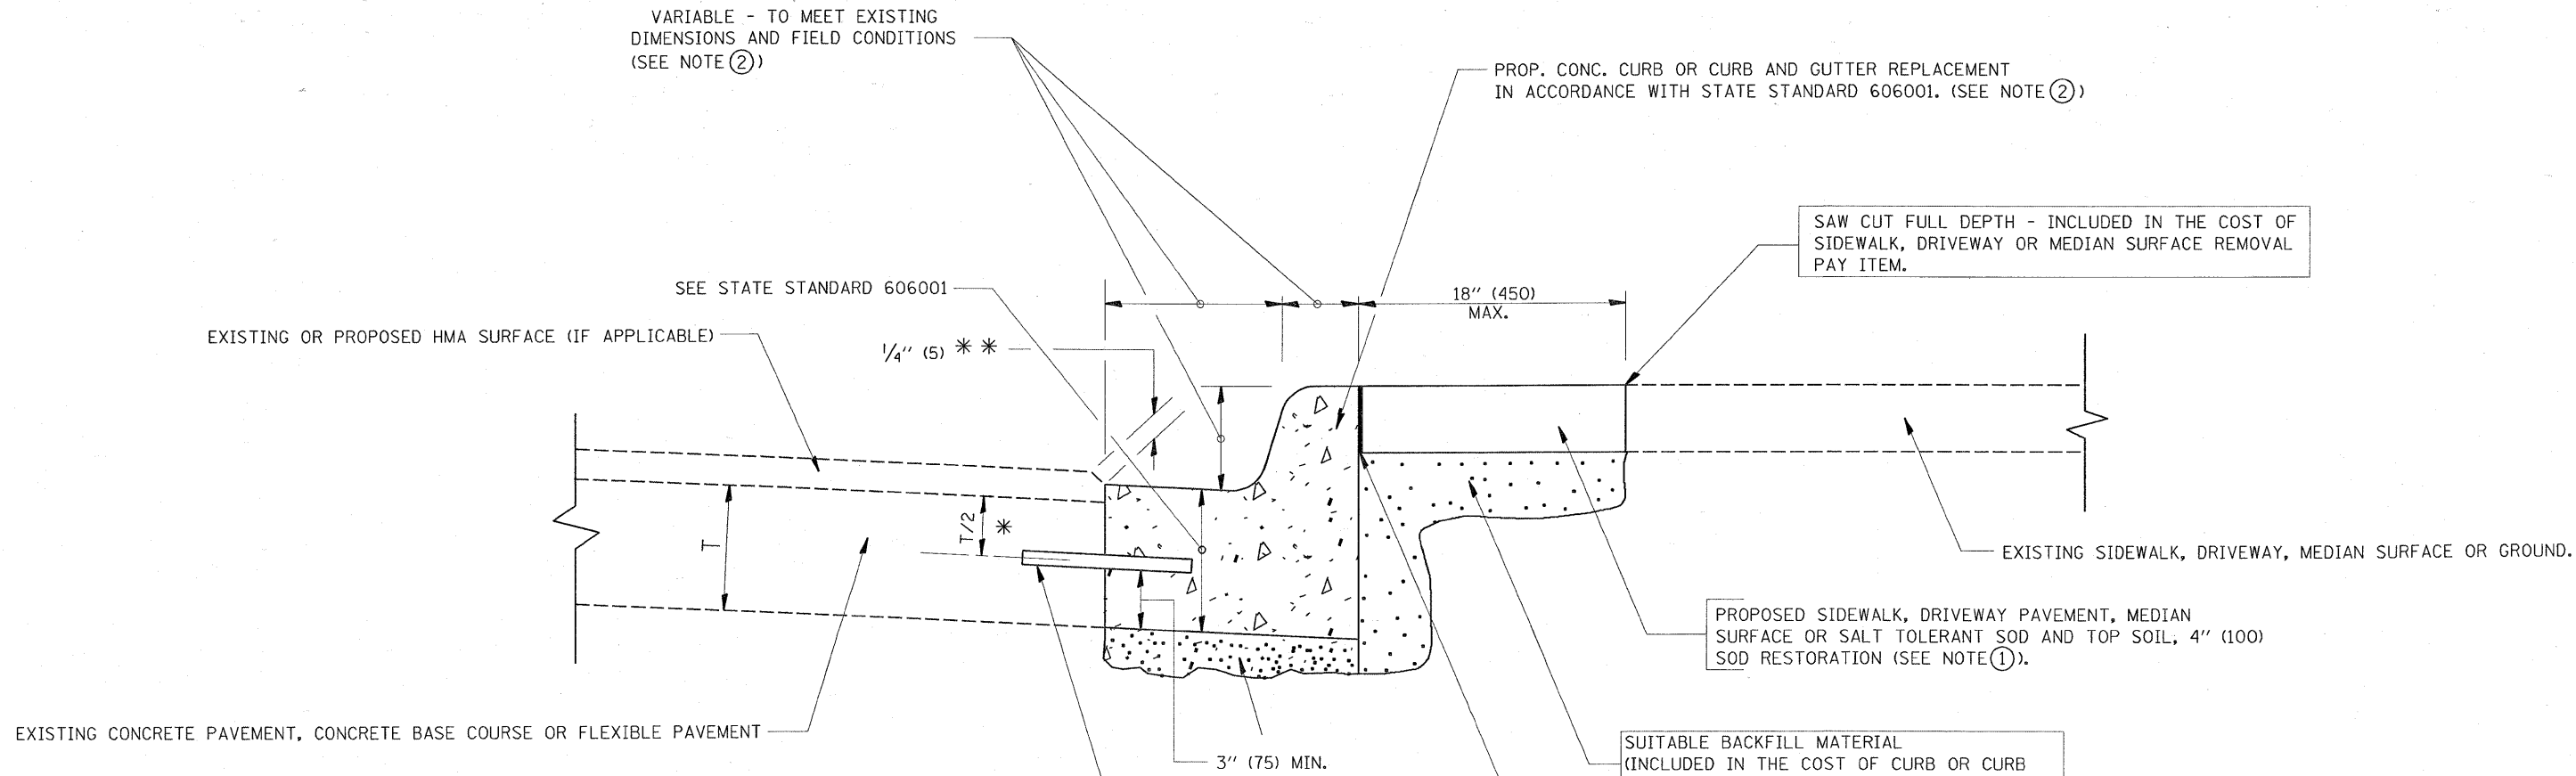 VARIABLE - TO MEET EXISTING
DIMENSIONS AND FIELD CONDITIONS
(SEE NOTE ②)
PROP. CONC. CURB OR CURB AND GUTTER REPLACEMENT
IN ACCORDANCE WITH STATE STANDARD 606001. (SEE NOTE ②)
SAW CUT FULL DEPTH - INCLUDED IN THE COST OF
SIDEWALK, DRIVEWAY OR MEDIAN SURFACE REMOVAL
PAY ITEM.
SEE STATE STANDARD 606001
18" (450)
MAX.
EXISTING OR PROPOSED HMA SURFACE (IF APPLICABLE)
1/4" (5) * *
T
T/2 *
EXISTING SIDEWALK, DRIVEWAY, MEDIAN SURFACE OR GROUND.
PROPOSED SIDEWALK, DRIVEWAY PAVEMENT, MEDIAN
SURFACE OR SALT TOLERANT SOD AND TOP SOIL, 4" (100)
SOD RESTORATION (SEE NOTE ①).
EXISTING CONCRETE PAVEMENT, CONCRETE BASE COURSE OR FLEXIBLE PAVEMENT
3" (75) MIN.
SUITABLE BACKFILL MATERIAL
(INCLUDED IN THE COST OF CURB OR CURB